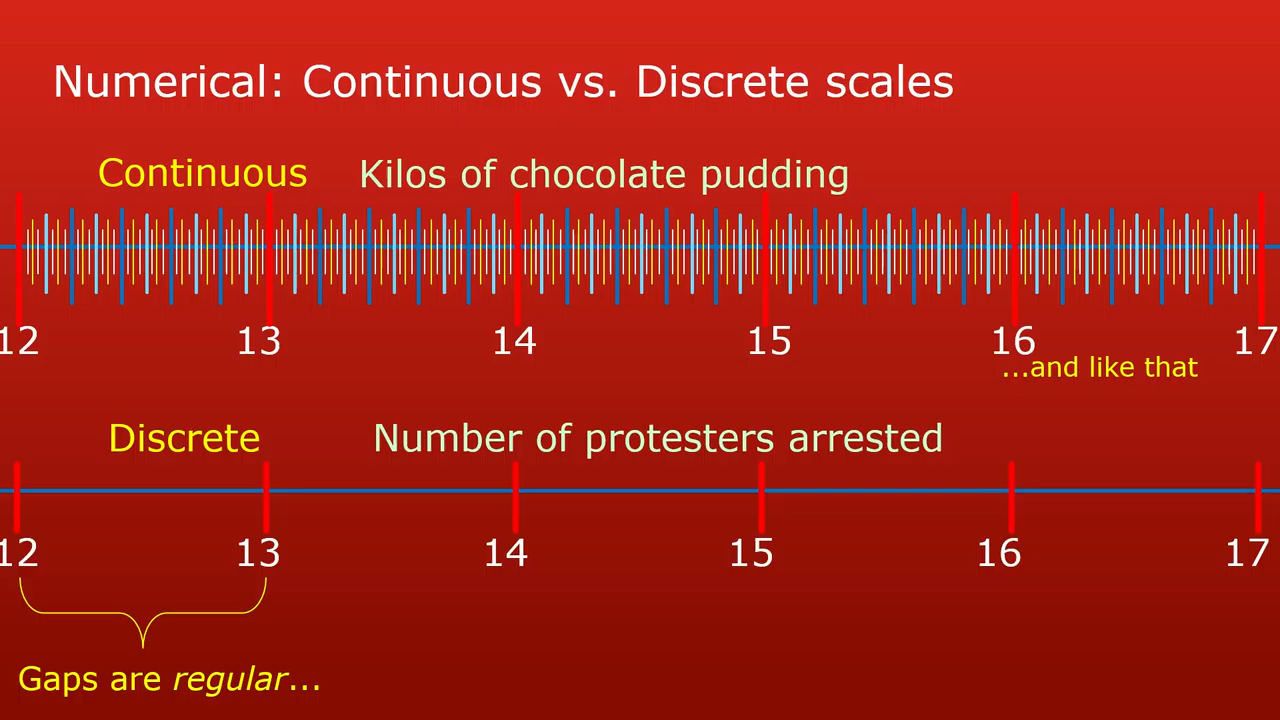 Numerical: Continuous vs. Discrete scales
Continuous Kilos of chocolate pudding
12 13 14 15 16 17
...and like that
Discrete Number of protesters arrested
12 13 14 15 16 17
Gaps are regular...